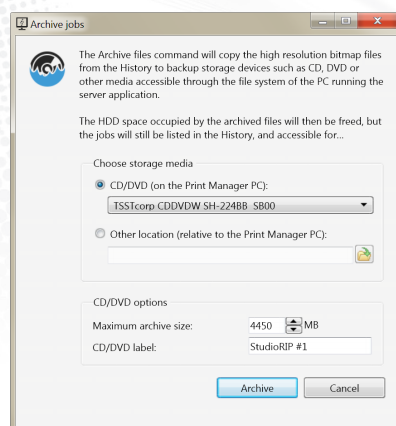 Archive jobs
The Archive files command will copy the high resolution bitmap files
from the History to backup storage devices such as CD, DVD or
other media accessible through the file system of the PC running the
server application.
The HDD space occupied by the archived files will then be freed, but
the jobs will still be listed in the History, and accessible for...
Choose storage media
CD/DVD (on the Print Manager PC):
TSSTcorp CDDVDW SH-224BB SB00
Other location (relative to the Print Manager PC):
CD/DVD options
Maximum archive size: 4450 MB
CD/DVD label: StudioRIP #1
Archive Cancel